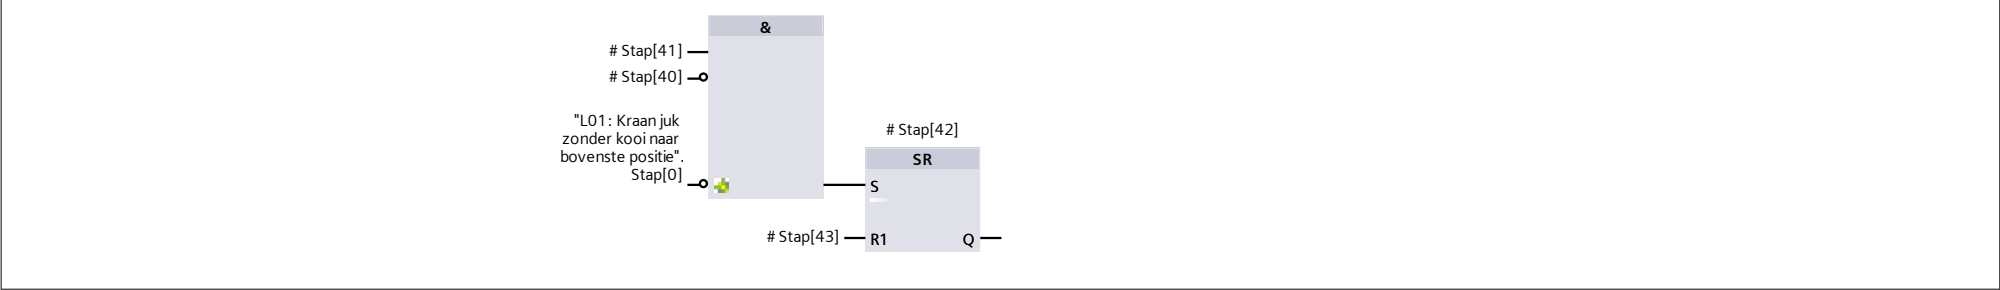 &
# Stap[41]
# Stap[40]
"L01: Kraan juk
zonder kooi naar
bovenste positie".
Stap[0]
# Stap[42]
SR
S
# Stap[43]
R1
Q